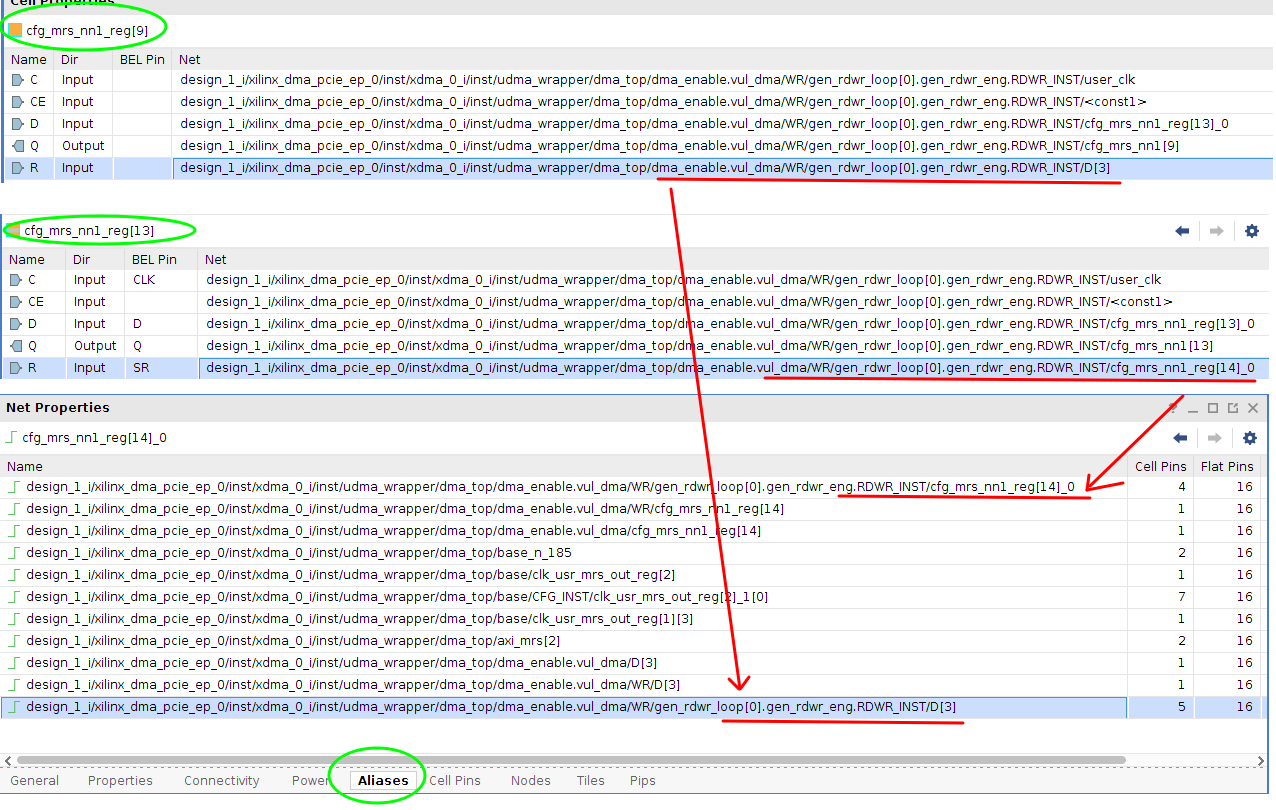 Cell Properties
cfg_mrs_nn1_reg[9]
Name Dir BEL Pin Net
C Input design_1_i/xilinx_dma_pcie_ep_0/inst/xdma_0_i/inst/udma_wrapper/dma_top/dma_enable.vul_dma/WR/gen_rdwr_loop[0].gen_rdwr_eng.RDWR_INST/user_clk
CE Input design_1_i/xilinx_dma_pcie_ep_0/inst/xdma_0_i/inst/udma_wrapper/dma_top/dma_enable.vul_dma/WR/gen_rdwr_loop[0].gen_rdwr_eng.RDWR_INST/<const1>
D Input design_1_i/xilinx_dma_pcie_ep_0/inst/xdma_0_i/inst/udma_wrapper/dma_top/dma_enable.vul_dma/WR/gen_rdwr_loop[0].gen_rdwr_eng.RDWR_INST/cfg_mrs_nn1_reg[13]_0
Q Output design_1_i/xilinx_dma_pcie_ep_0/inst/xdma_0_i/inst/udma_wrapper/dma_top/dma_enable.vul_dma/WR/gen_rdwr_loop[0].gen_rdwr_eng.RDWR_INST/cfg_mrs_nn1[9]
R Input design_1_i/xilinx_dma_pcie_ep_0/inst/xdma_0_i/inst/udma_wrapper/dma_top/dma_enable.vul_dma/WR/gen_rdwr_loop[0].gen_rdwr_eng.RDWR_INST/D[3]
cfg_mrs_nn1_reg[13]
Name Dir BEL Pin Net
C Input CLK design_1_i/xilinx_dma_pcie_ep_0/inst/xdma_0_i/inst/udma_wrapper/dma_top/dma_enable.vul_dma/WR/gen_rdwr_loop[0].gen_rdwr_eng.RDWR_INST/user_clk
CE Input design_1_i/xilinx_dma_pcie_ep_0/inst/xdma_0_i/inst/udma_wrapper/dma_top/dma_enable.vul_dma/WR/gen_rdwr_loop[0].gen_rdwr_eng.RDWR_INST/<const1>
D Input D design_1_i/xilinx_dma_pcie_ep_0/inst/xdma_0_i/inst/udma_wrapper/dma_top/dma_enable.vul_dma/WR/gen_rdwr_loop[0].gen_rdwr_eng.RDWR_INST/cfg_mrs_nn1_reg[13]_0
Q Output Q design_1_i/xilinx_dma_pcie_ep_0/inst/xdma_0_i/inst/udma_wrapper/dma_top/dma_enable.vul_dma/WR/gen_rdwr_loop[0].gen_rdwr_eng.RDWR_INST/cfg_mrs_nn1[13]
R Input SR design_1_i/xilinx_dma_pcie_ep_0/inst/xdma_0_i/inst/udma_wrapper/dma_top/dma_enable.vul_dma/WR/gen_rdwr_loop[0].gen_rdwr_eng.RDWR_INST/cfg_mrs_nn1_reg[14]_0
Net Properties
cfg_mrs_nn1_reg[14]_0
Name Cell Pins Flat Pins
design_1_i/xilinx_dma_pcie_ep_0/inst/xdma_0_i/inst/udma_wrapper/dma_top/dma_enable.vul_dma/WR/gen_rdwr_loop[0].gen_rdwr_eng.RDWR_INST/cfg_mrs_nn1_reg[14]_0 4 16
design_1_i/xilinx_dma_pcie_ep_0/inst/xdma_0_i/inst/udma_wrapper/dma_top/dma_enable.vul_dma/WR/cfg_mrs_nn1_reg[14] 1 16
design_1_i/xilinx_dma_pcie_ep_0/inst/xdma_0_i/inst/udma_wrapper/dma_top/dma_enable.vul_dma/cfg_mrs_nn1_reg[14] 1 16
design_1_i/xilinx_dma_pcie_ep_0/inst/xdma_0_i/inst/udma_wrapper/dma_top/base_n_185 2 16
design_1_i/xilinx_dma_pcie_ep_0/inst/xdma_0_i/inst/udma_wrapper/dma_top/base/clk_usr_mrs_out_reg[2] 1 16
design_1_i/xilinx_dma_pcie_ep_0/inst/xdma_0_i/inst/udma_wrapper/dma_top/base/CFG_INST/clk_usr_mrs_out_reg[2]_1[0] 7 16
design_1_i/xilinx_dma_pcie_ep_0/inst/xdma_0_i/inst/udma_wrapper/dma_top/base/clk_usr_mrs_out_reg[1][3] 1 16
design_1_i/xilinx_dma_pcie_ep_0/inst/xdma_0_i/inst/udma_wrapper/dma_top/axi_mrs[2] 2 16
design_1_i/xilinx_dma_pcie_ep_0/inst/xdma_0_i/inst/udma_wrapper/dma_top/dma_enable.vul_dma/D[3] 1 16
design_1_i/xilinx_dma_pcie_ep_0/inst/xdma_0_i/inst/udma_wrapper/dma_top/dma_enable.vul_dma/WR/D[3] 1 16
design_1_i/xilinx_dma_pcie_ep_0/inst/xdma_0_i/inst/udma_wrapper/dma_top/dma_enable.vul_dma/WR/gen_rdwr_loop[0].gen_rdwr_eng.RDWR_INST/D[3] 5 16
General Properties Connectivity Power Aliases Cell Pins Nodes Tiles Pips